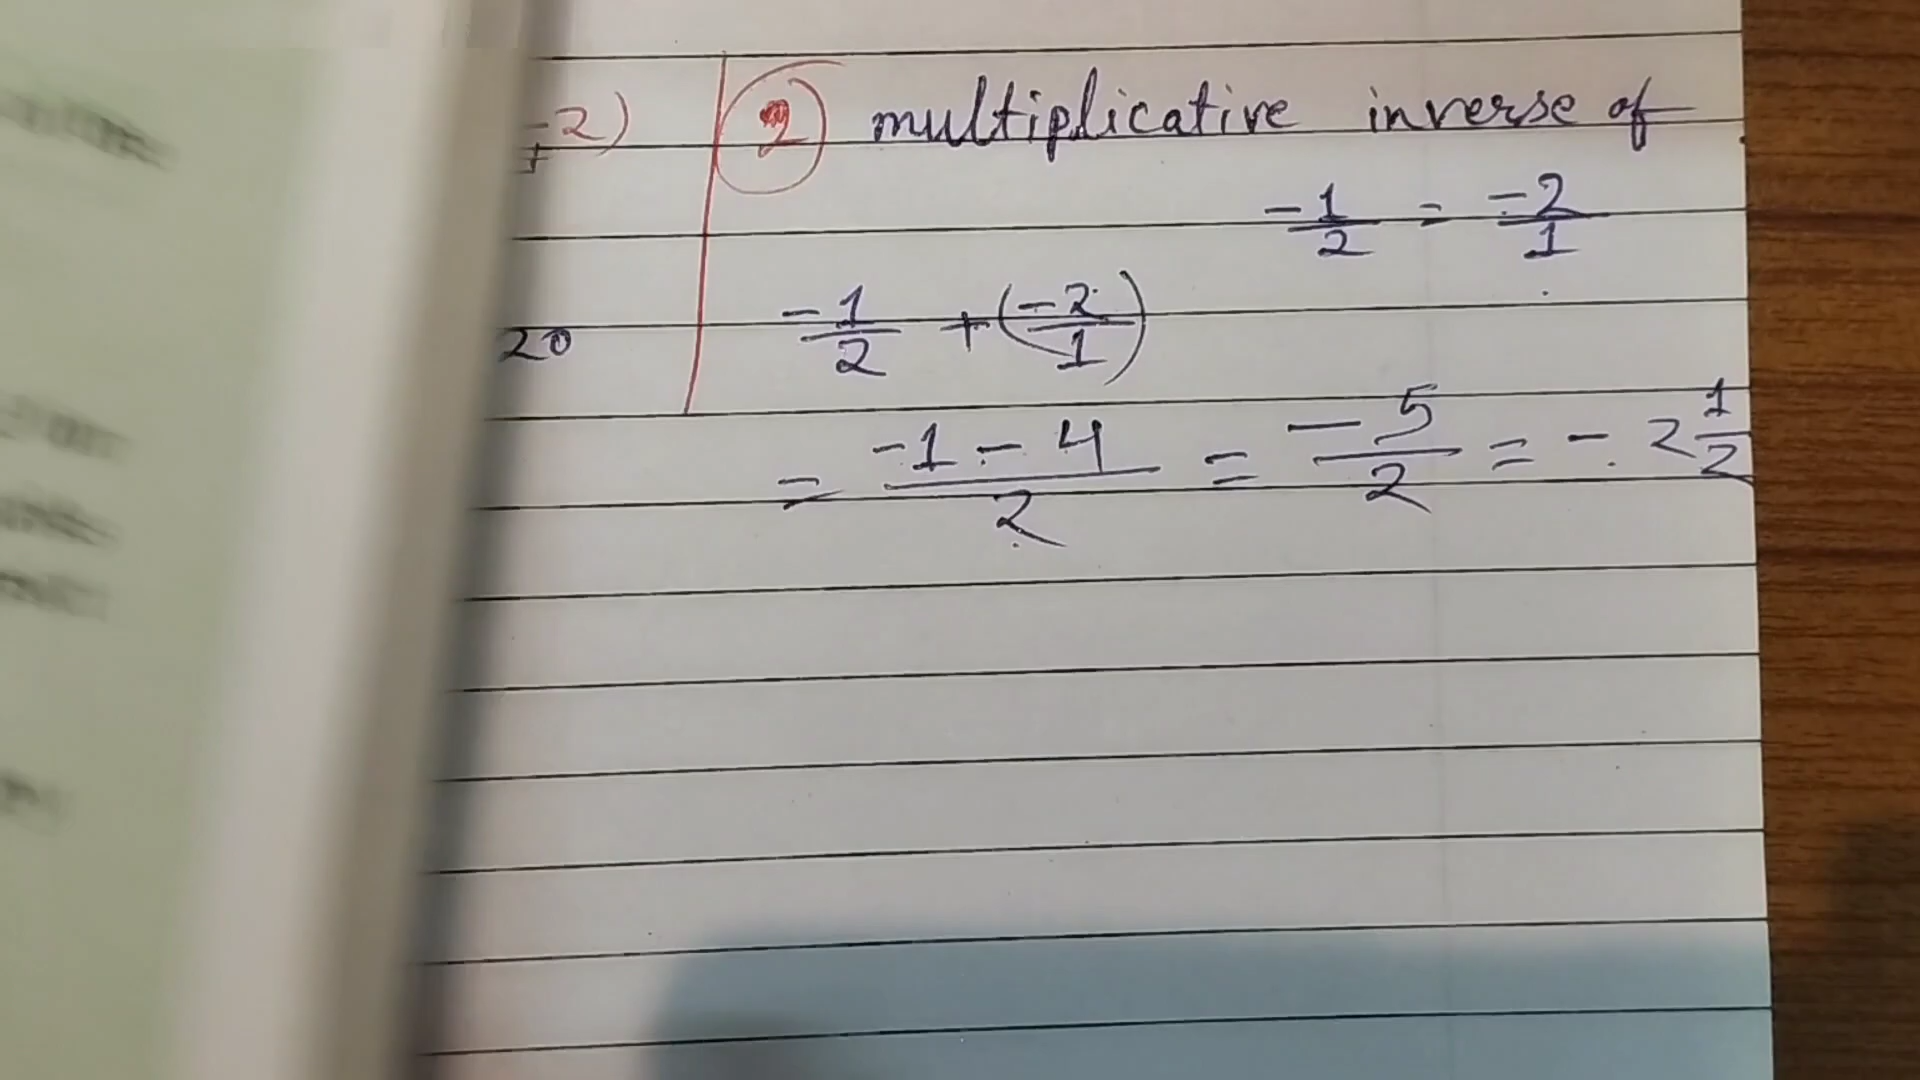 -2)
2 multiplicative inverse of
-1/2 = -2/1
20
-1/2 + (-2/1)
= -1-4/2 = -5/2 = -2 1/2